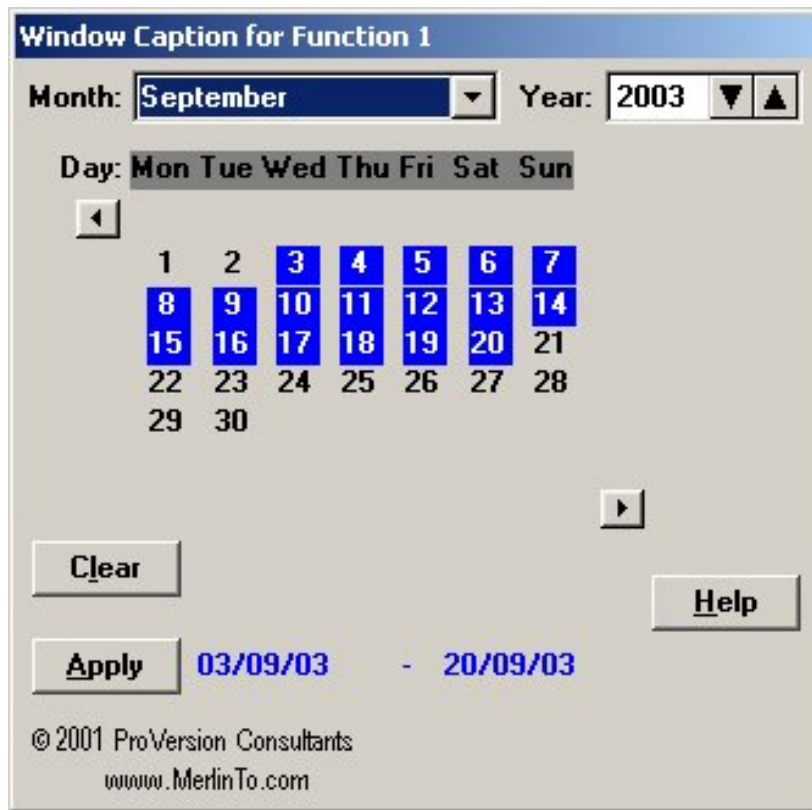 Window Caption for Function 1
Month: September Year: 2003
Day: Mon Tue Wed Thu Fri Sat Sun
1 2 3 4 5 6 7
8 9 10 11 12 13 14
15 16 17 18 19 20 21
22 23 24 25 26 27 28
29 30
Clear
Help
Apply 03/09/03 - 20/09/03
© 2001 ProVersion Consultants
www.MerlinTo.com